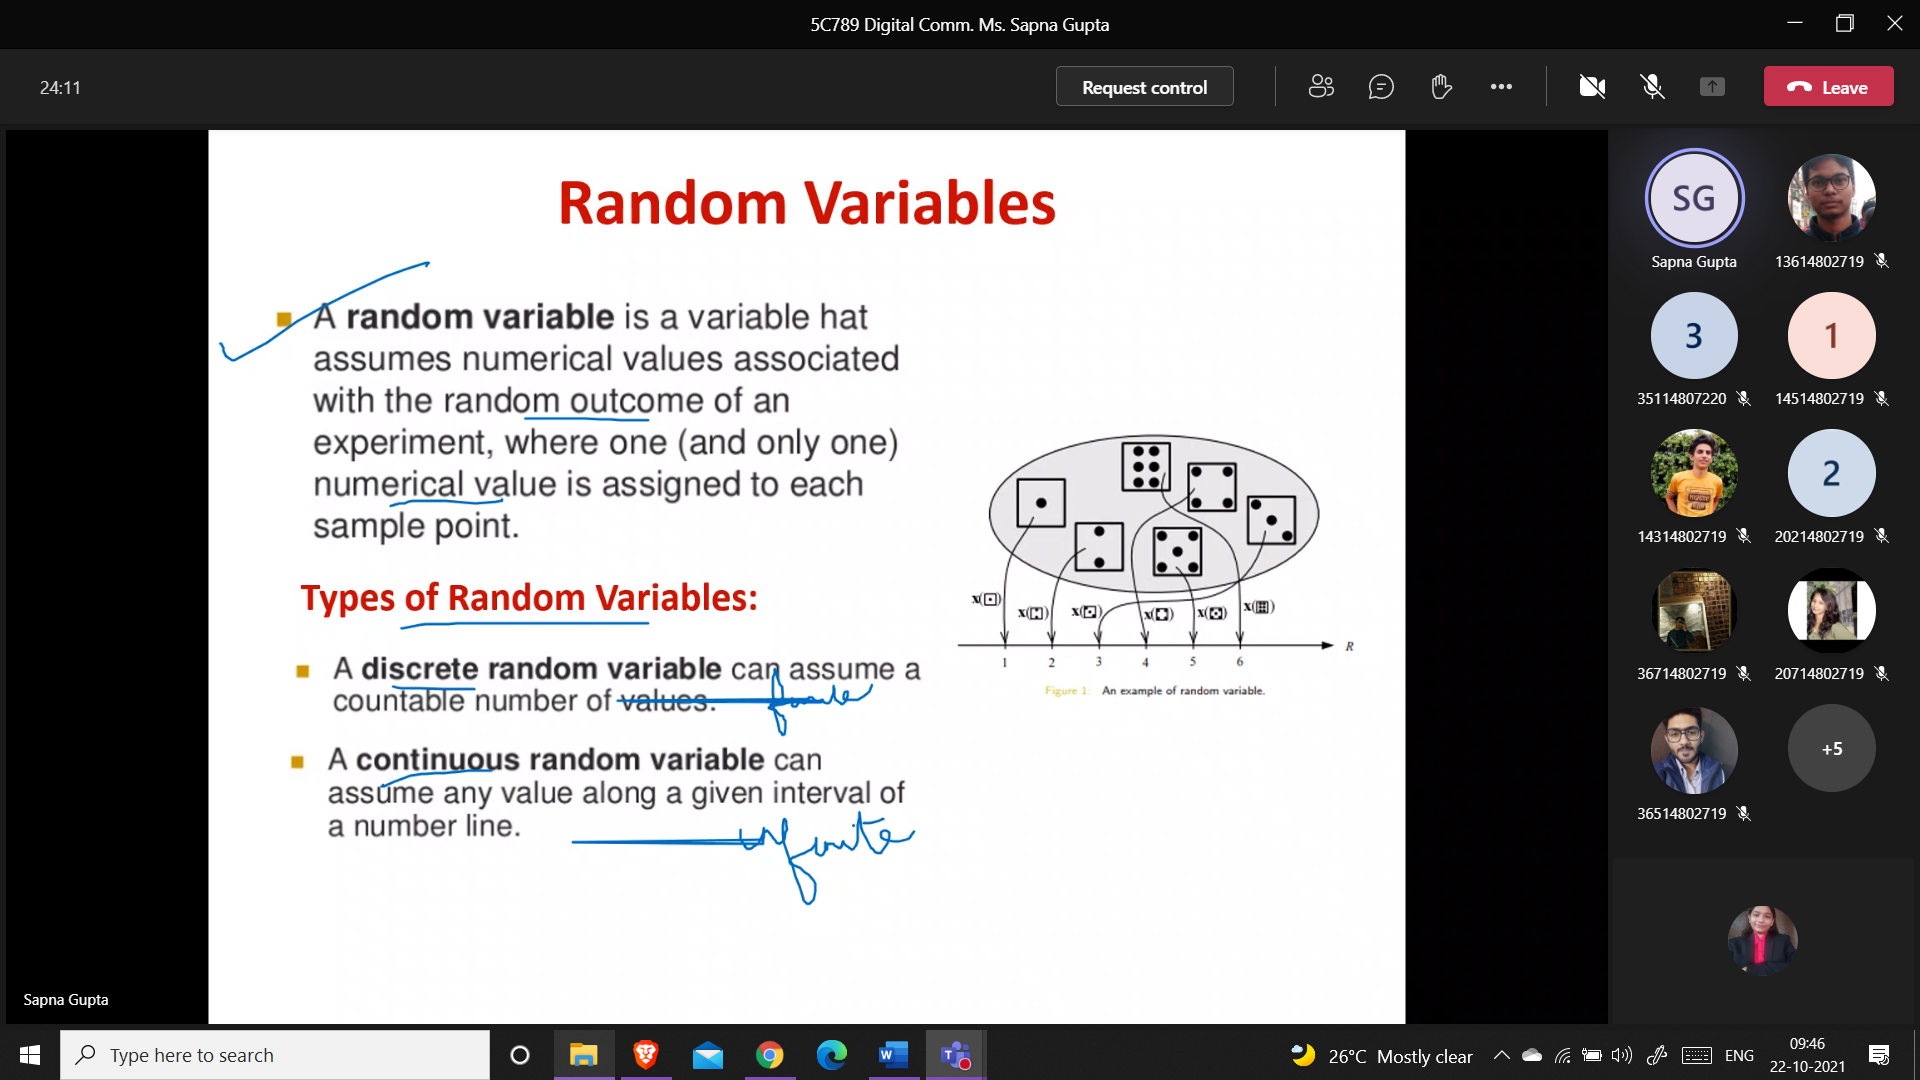 5C789 Digital Comm. Ms. Sapna Gupta
24:11
Request control
Leave
Random Variables
A random variable is a variable hat
assumes numerical values associated
with the random outcome of an
experiment, where one (and only one)
numerical value is assigned to each
sample point.
Types of Random Variables:
A discrete random variable can assume a
countable number of values.
A continuous random variable can
assume any value along a given interval of
a number line.
infinite
x( ) x( ) x( ) x( ) x( ) x( )
1 2 3 4 5 6 R
Figure 1: An example of random variable.
SG
Sapna Gupta
13614802719
3
35114807220
1
14514802719
14314802719
2
20214802719
36714802719
20714802719
36514802719
+5
Sapna Gupta
Type here to search
26°C Mostly clear
ENG
09:46
22-10-2021